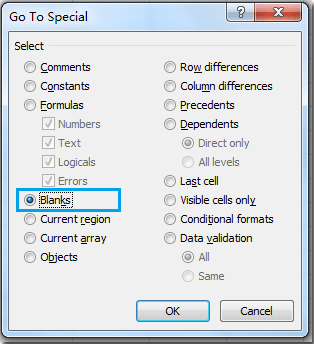 Go To Special
?
Select
Comments
Constants
Formulas
Numbers
Text
Logicals
Errors
Blanks
Current region
Current array
Objects
Row differences
Column differences
Precedents
Dependents
Direct only
All levels
Last cell
Visible cells only
Conditional formats
Data validation
All
Same
OK
Cancel